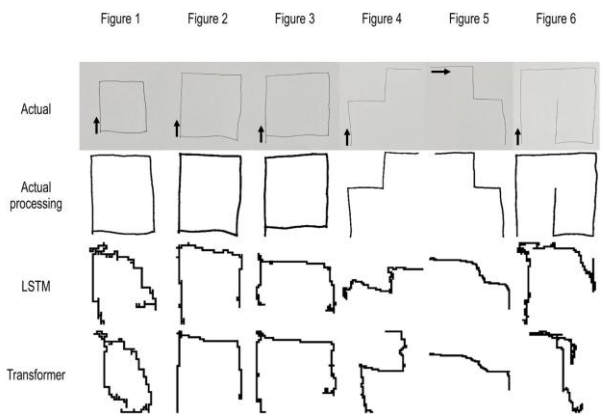 Figure 1 Figure 2 Figure 3 Figure 4 Figure 5 Figure 6
Actual
Actual
processing
LSTM
Transformer